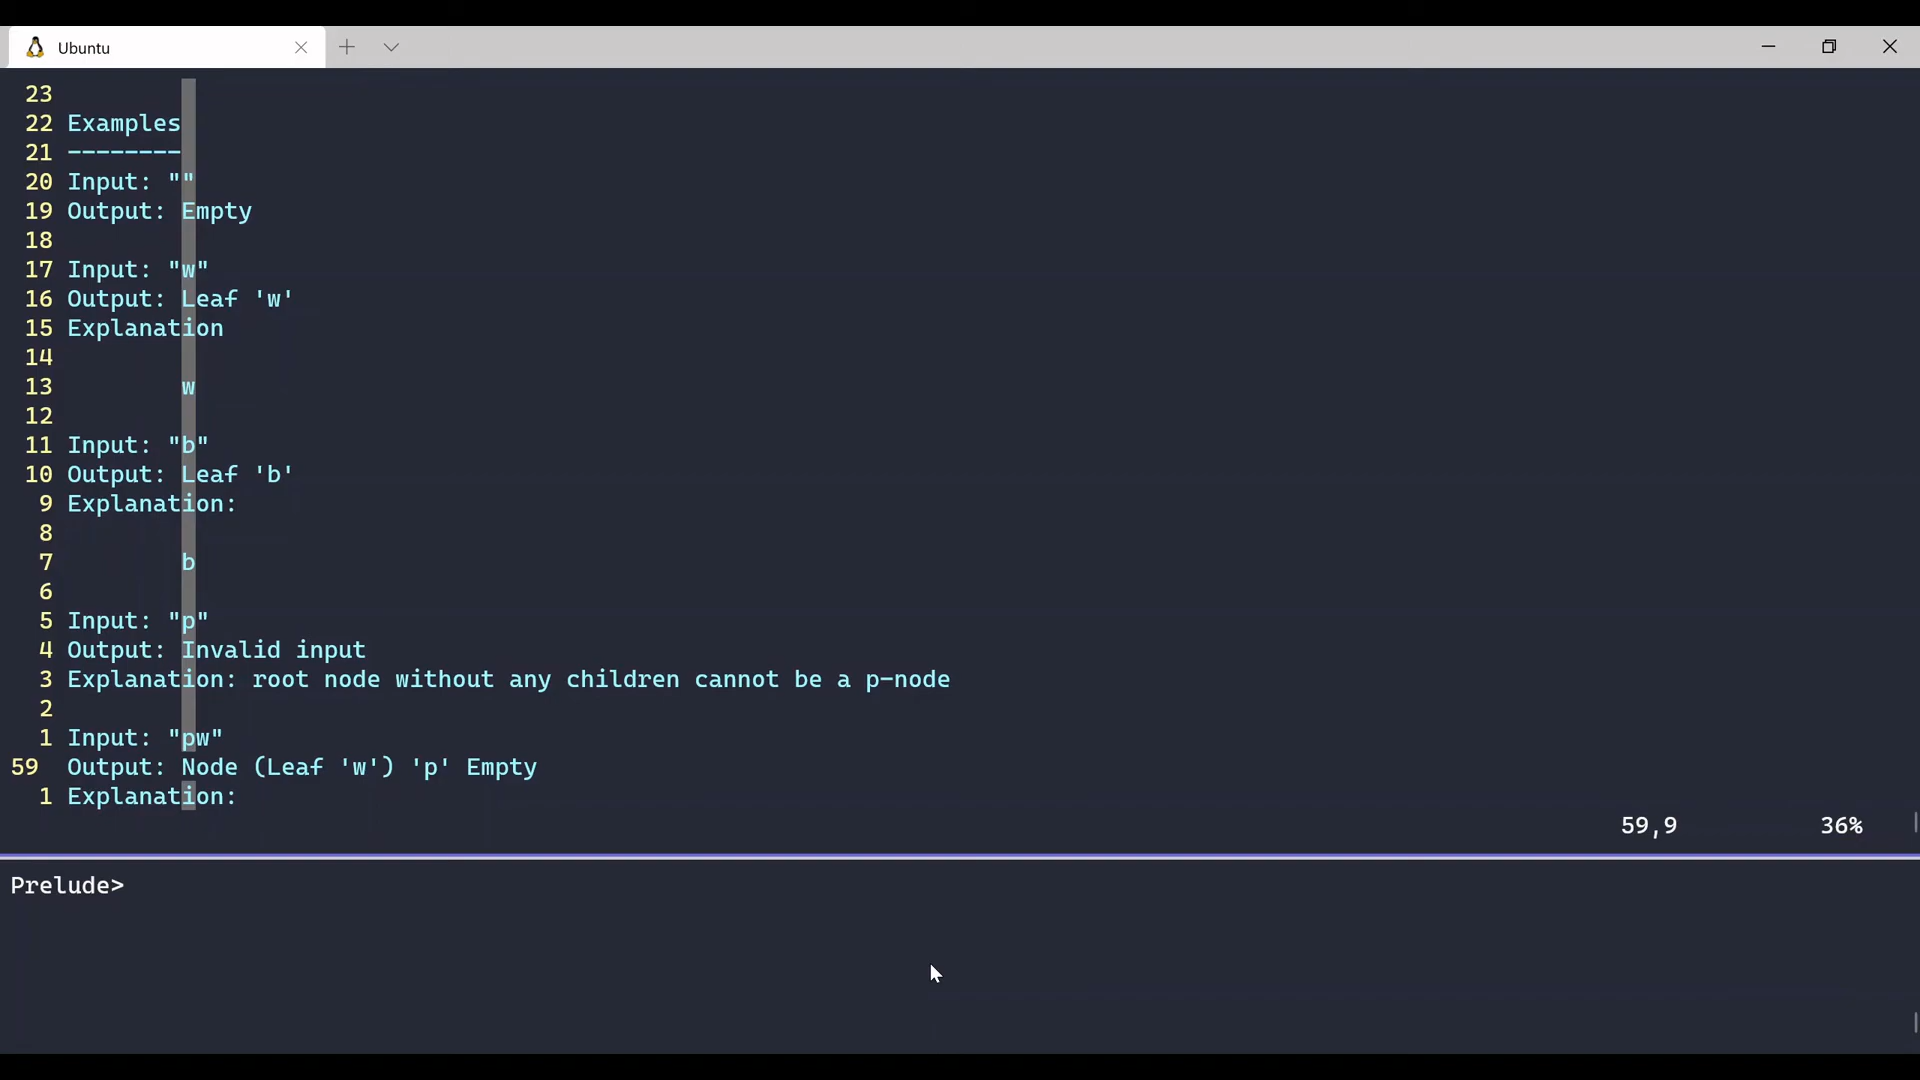 Ubuntu
23
22 Examples
21 --------
20 Input: ""
19 Output: Empty
18
17 Input: "w"
16 Output: Leaf 'w'
15 Explanation
14
13 w
12
11 Input: "b"
10 Output: Leaf 'b'
9 Explanation:
8
7 b
6
5 Input: "p"
4 Output: Invalid input
3 Explanation: root node without any children cannot be a p-node
2
1 Input: "pw"
59 Output: Node (Leaf 'w') 'p' Empty
1 Explanation:
59,9 36%
Prelude>